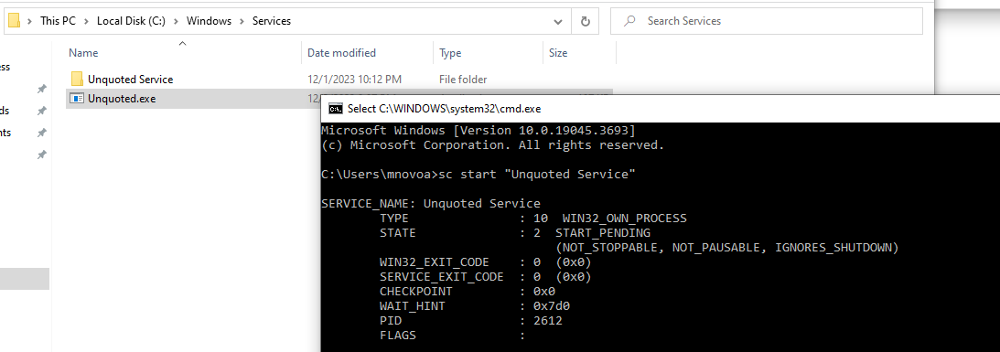 This PC > Local Disk (C:) > Windows > Services
Search Services
Name Date modified Type Size
ess
Unquoted Service 12/1/2023 10:12 PM File folder
Unquoted.exe
ds
nts
Select C:\WINDOWS\system32\cmd.exe
Microsoft Windows [Version 10.0.19045.3693]
(c) Microsoft Corporation. All rights reserved.
C:\Users\mnovoa>sc start "Unquoted Service"
SERVICE_NAME: Unquoted Service
TYPE : 10 WIN32_OWN_PROCESS
STATE : 2 START_PENDING
(NOT_STOPPABLE, NOT_PAUSABLE, IGNORES_SHUTDOWN)
WIN32_EXIT_CODE : 0 (0x0)
SERVICE_EXIT_CODE : 0 (0x0)
CHECKPOINT : 0x0
WAIT_HINT : 0x7d0
PID : 2612
FLAGS :